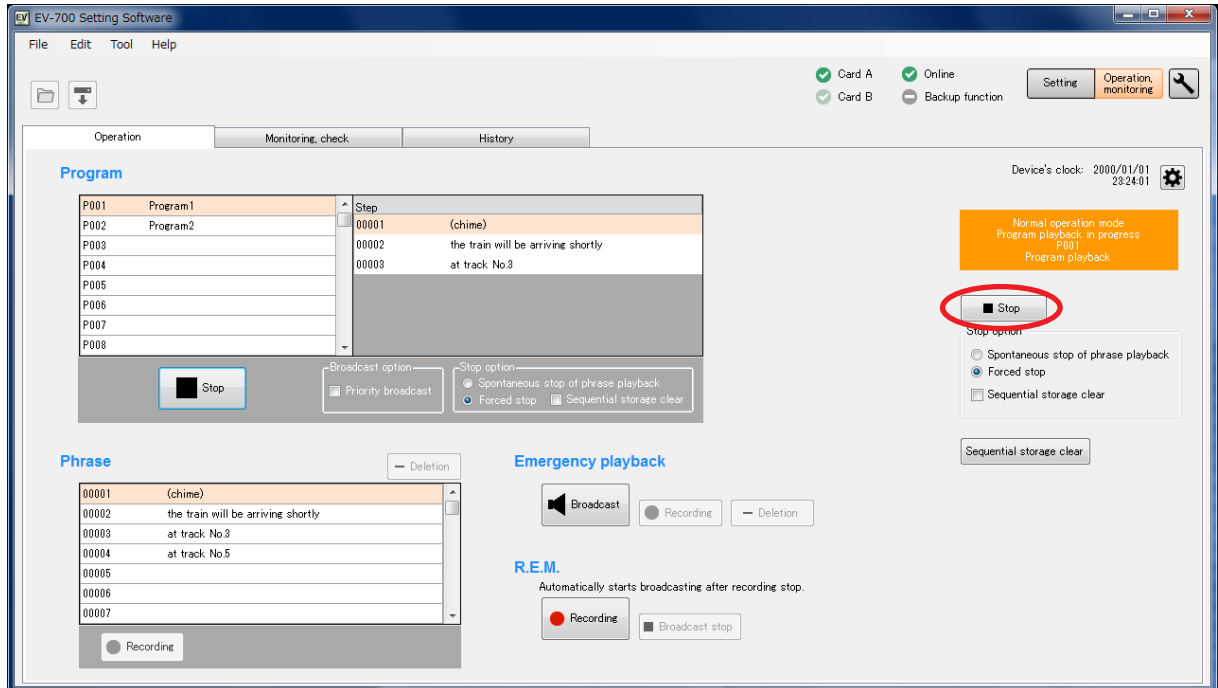 EV EV-700 Setting Software
File Edit Tool Help
Card A Online
Card B Backup function
Setting
Operation,
monitoring
Operation Monitoring, check History
Program
Device's clock: 2000/01/01
23:24:01
P001 Program1
P002 Program2
P003
P004
P005
P006
P007
P008
Step
00001 (chime)
00002 the train will be arriving shortly
00003 at track No.3
Stop
Broadcast option
Priority broadcast
Stop option
Spontaneous stop of phrase playback
Forced stop Sequential storage clear
Normal operation mode
Program playback in progress
P001
Program playback
Stop
Stop option
Spontaneous stop of phrase playback
Forced stop
Sequential storage clear
Sequential storage clear
Phrase
Deletion
00001 (chime)
00002 the train will be arriving shortly
00003 at track No.3
00004 at track No.5
00005
00006
00007
Recording
Emergency playback
Broadcast Recording Deletion
R.E.M.
Automatically starts broadcasting after recording stop.
Recording Broadcast stop